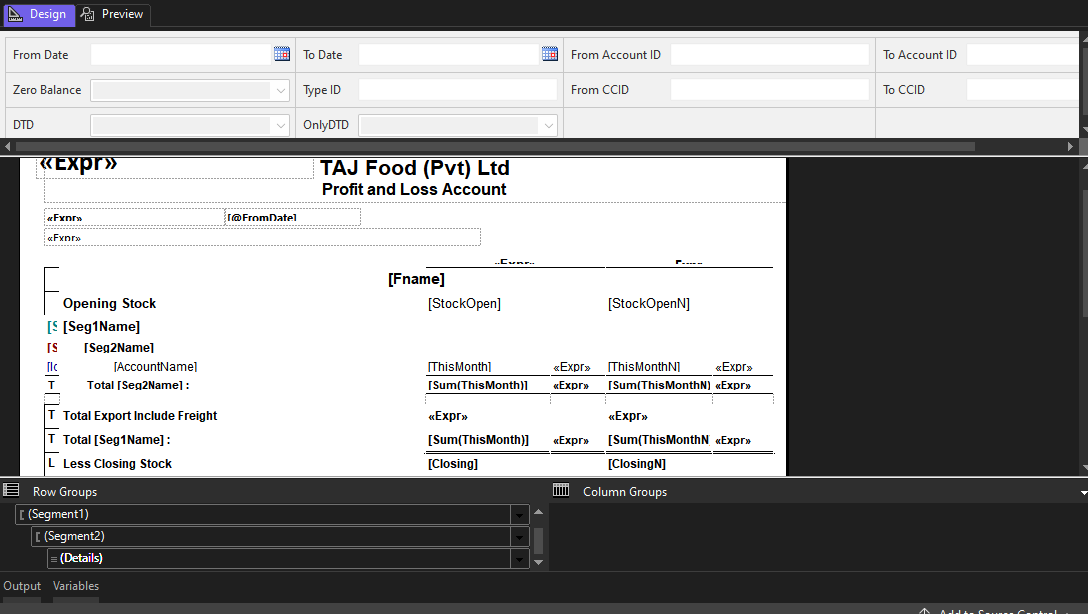 Design Preview
From Date To Date From Account ID To Account ID
Zero Balance Type ID From CCID To CCID
DTD OnlyDTD
«Expr» TAJ Food (Pvt) Ltd
Profit and Loss Account
«Expr» [@FromDate]
«Expr»
«Expr» Expr
[Fname]
Opening Stock [StockOpen] [StockOpenN]
[S [Seg1Name]
[S [Seg2Name]
[Ic [AccountName] [ThisMonth] «Expr» [ThisMonthN] «Expr»
T Total [Seg2Name] : [Sum(ThisMonth)] «Expr» [Sum(ThisMonthN) «Expr»
T Total Export Include Freight «Expr» «Expr»
T Total [Seg1Name] : [Sum(ThisMonth)] «Expr» [Sum(ThisMonthN «Expr»
L Less Closing Stock [Closing] [ClosingN]
Row Groups Column Groups
[ (Segment1)
[ (Segment2)
≡ (Details)
Output Variables
Add to Source Control